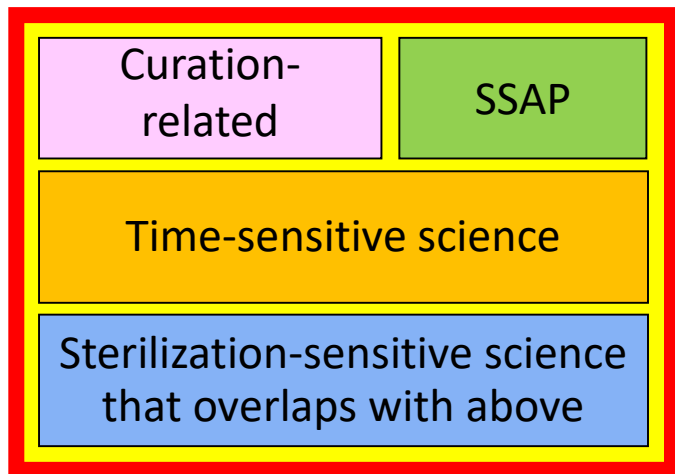 Curation-
related
SSAP
Time-sensitive science
Sterilization-sensitive science
that overlaps with above